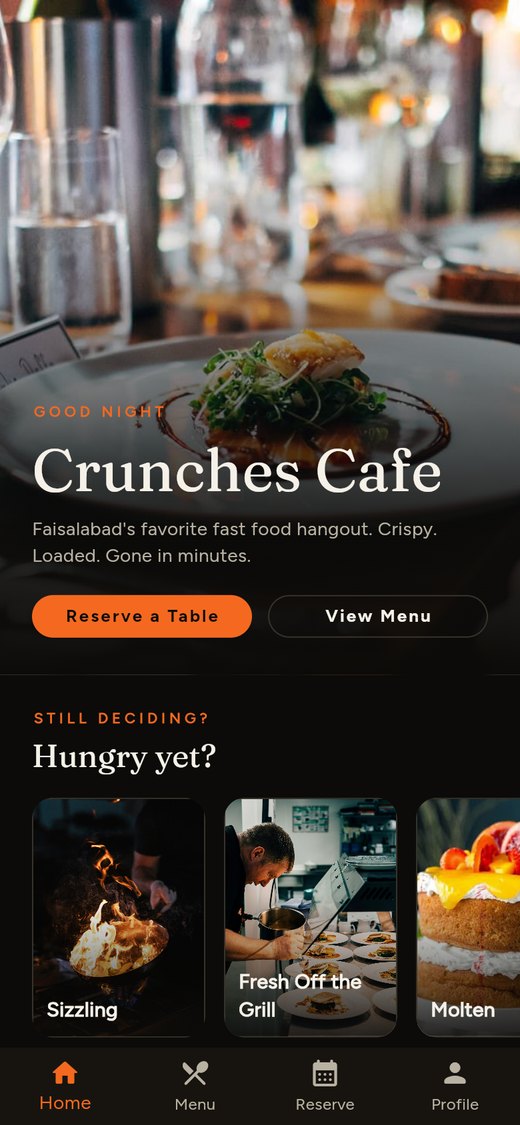 GOOD NIGHT
Crunches Cafe
Faisalabad's favorite fast food hangout. Crispy.
Loaded. Gone in minutes.
Reserve a Table
View Menu
STILL DECIDING?
Hungry yet?
Sizzling
Fresh Off the
Grill
Molten
Home
Menu
Reserve
Profile